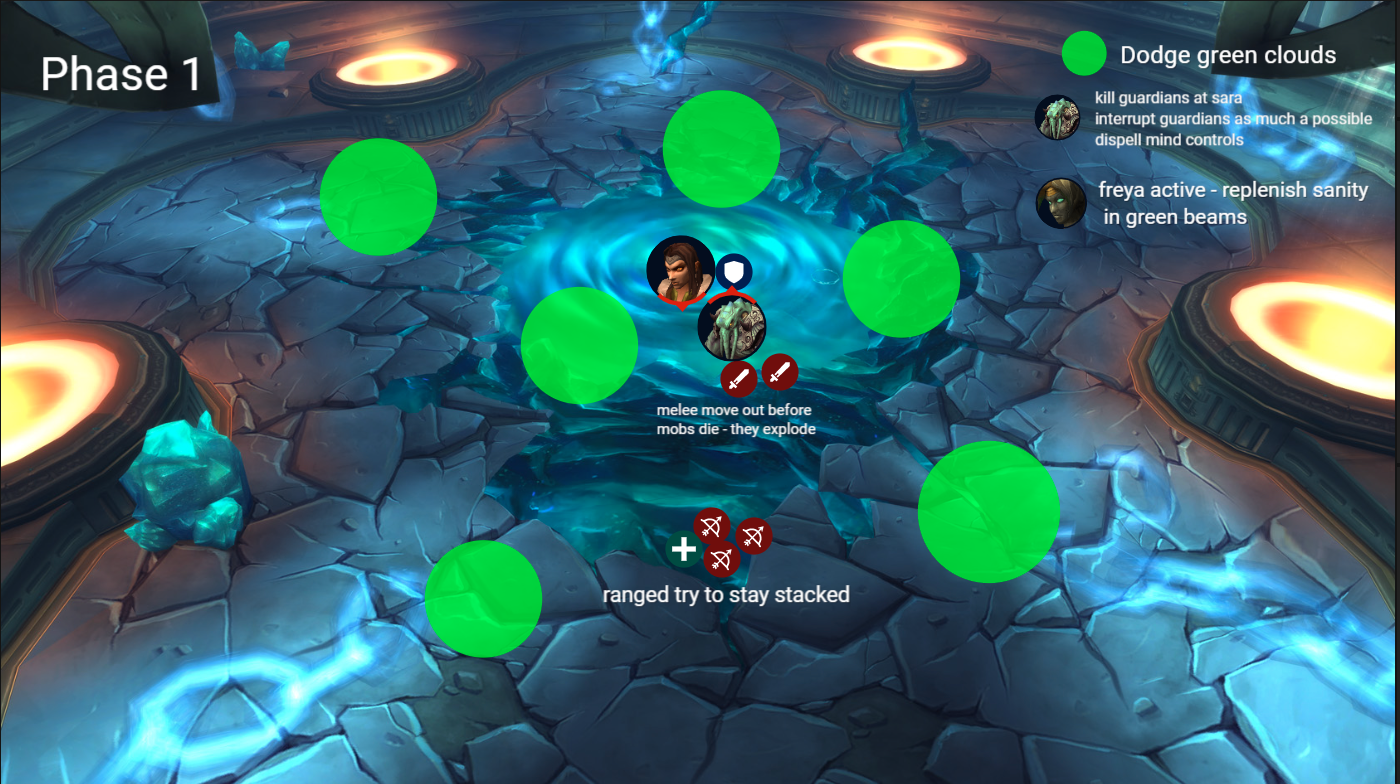 Phase 1
Dodge green clouds
kill guardians at sara
interrupt guardians as much a possible
dispell mind controls
freya active - replenish sanity
in green beams
melee move out before
mobs die - they explode
ranged try to stay stacked